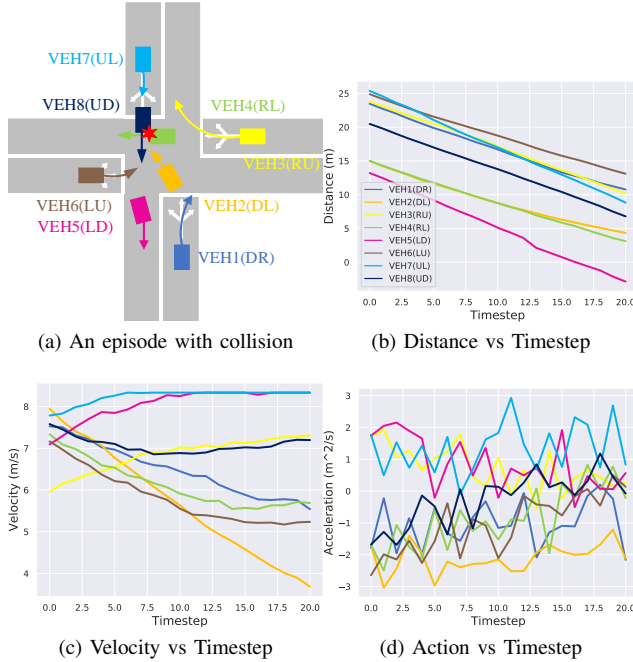 VEH7(UL)
VEH8(UD)
VEH4(RL)
VEH3(RU)
VEH6(LU)
VEH2(DL)
VEH5(LD)
VEH1(DR)
(a) An episode with collision
25
20
15
10
5
0
Distance (m)
VEH1(DR)
VEH2(DL)
VEH3(RU)
VEH4(RL)
VEH5(LD)
VEH6(LU)
VEH7(UL)
VEH8(UD)
0.0 2.5 5.0 7.5 10.0 12.5 15.0 17.5 20.0
Timestep
(b) Distance vs Timestep
8
7
6
5
4
Velocity (m/s)
0.0 2.5 5.0 7.5 10.0 12.5 15.0 17.5 20.0
Timestep
(c) Velocity vs Timestep
3
2
1
0
−1
−2
−3
Acceleration (m^2/s)
0.0 2.5 5.0 7.5 10.0 12.5 15.0 17.5 20.0
Timestep
(d) Action vs Timestep